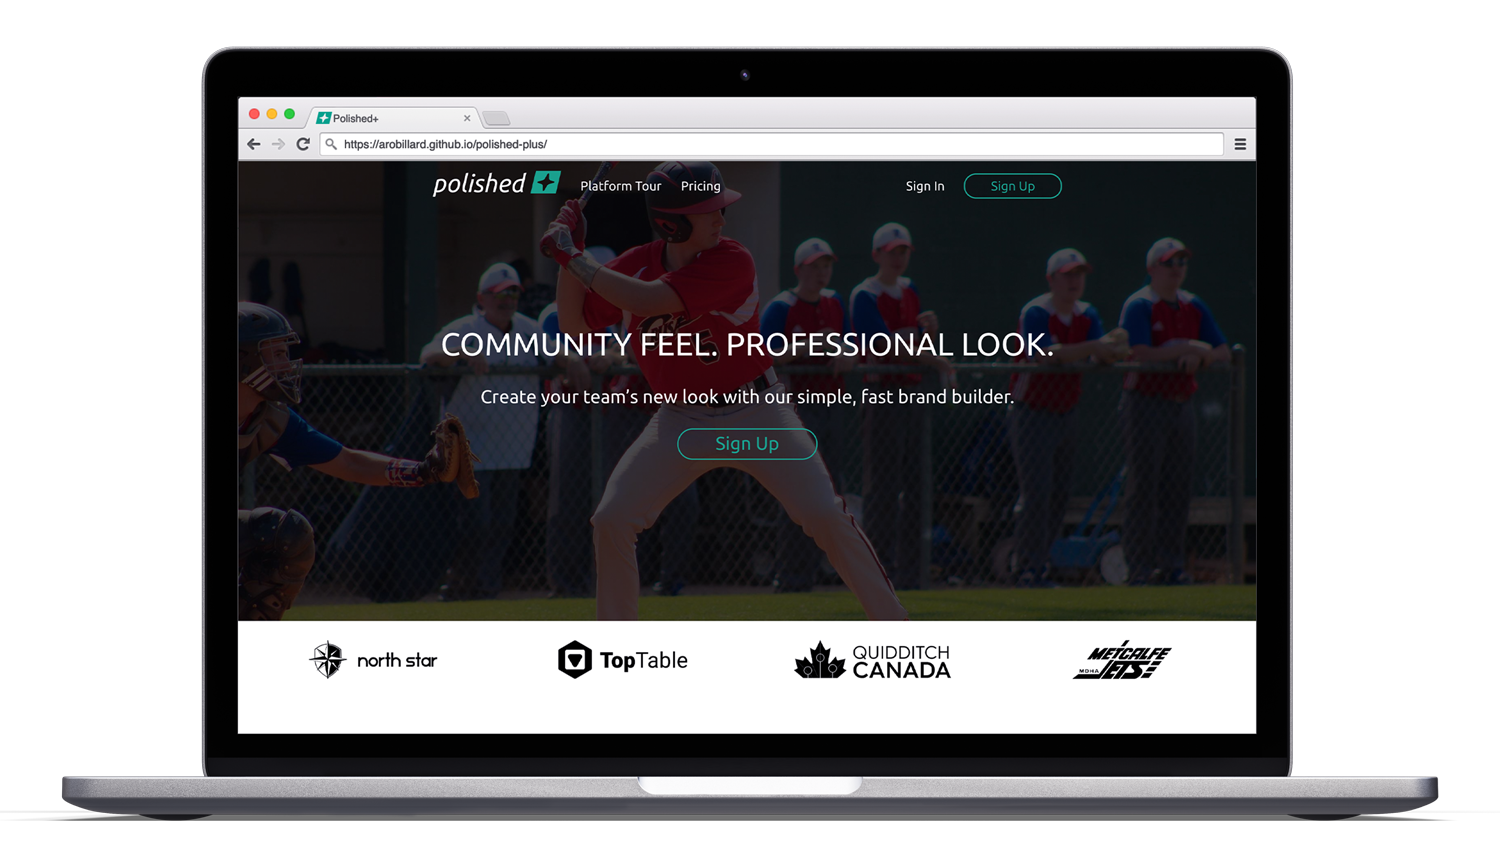 Polished+
https://arobillard.github.io/polished-plus/
polished
Platform Tour
Pricing
Sign In
Sign Up
COMMUNITY FEEL. PROFESSIONAL LOOK.
Create your team's new look with our simple, fast brand builder.
Sign Up
north star
TopTable
QUIDDITCH
CANADA
METCALFE
MDHA JETS